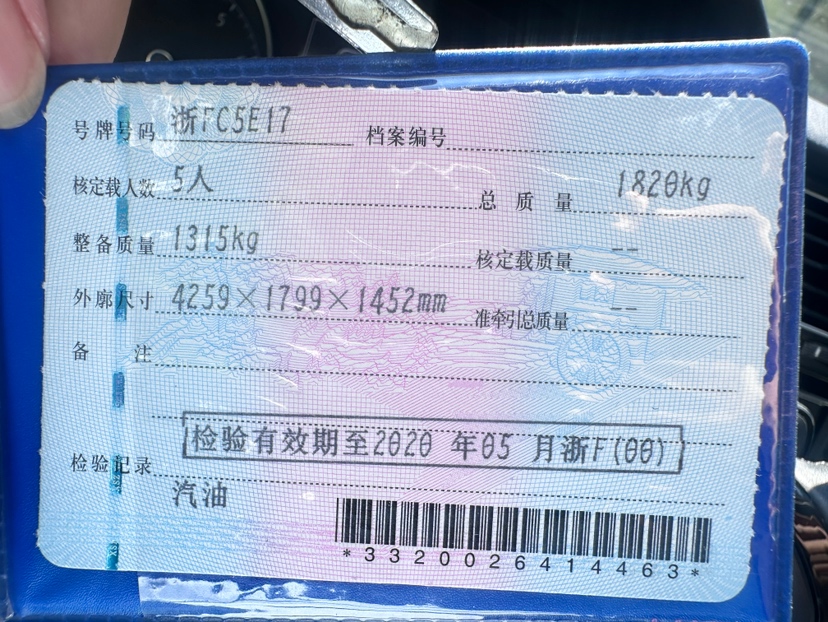 号牌号码 浙FC5E17 档案编号
核定载人数 5人 总质量 1820kg
整备质量 1315kg 核定载质量 --
外廓尺寸 4259×1799×1452mm 准牵引总质量 --
备注
检验有效期至2020年05月浙F(00)
检验记录
汽油
*3320026414463*